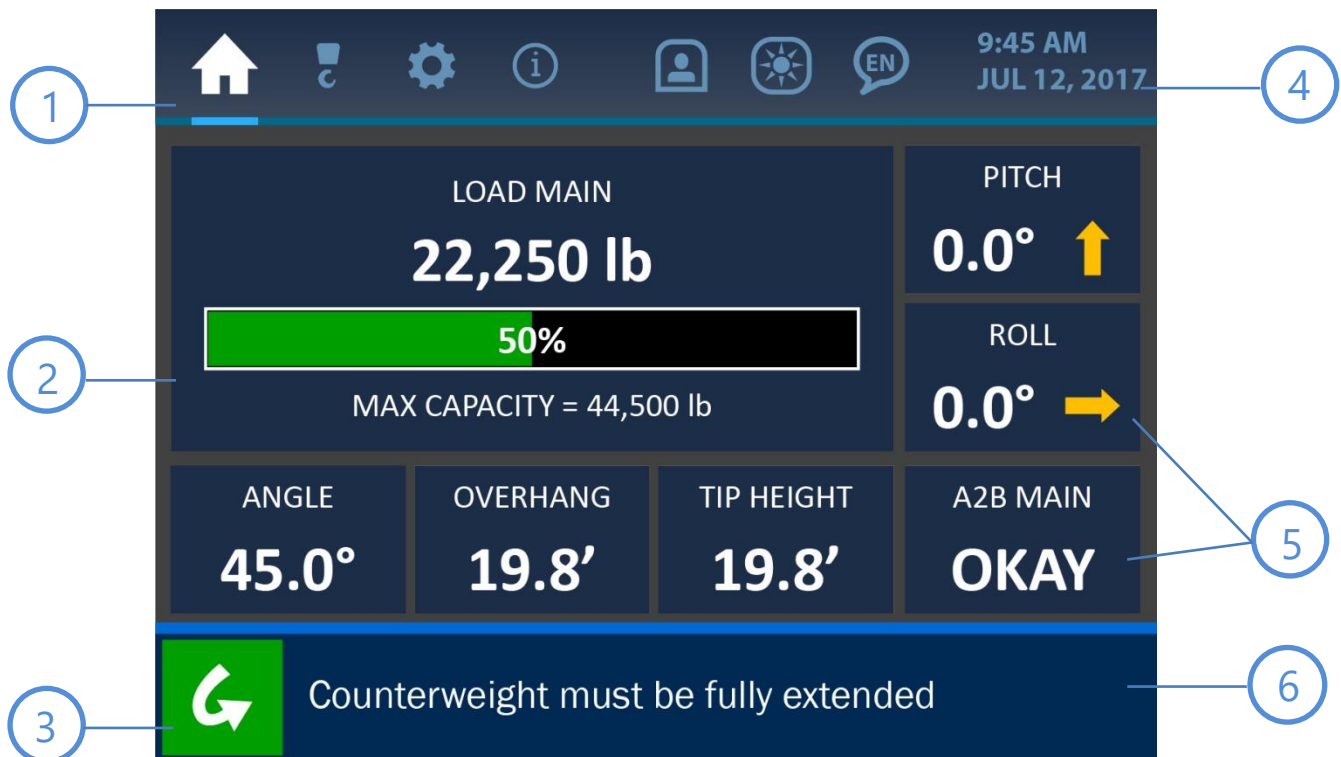 EN
9:45 AM
JUL 12, 2017
1
4
LOAD MAIN
22,250 lb
50%
MAX CAPACITY = 44,500 lb
PITCH
0.0°
ROLL
0.0°
2
ANGLE
45.0°
OVERHANG
19.8’
TIP HEIGHT
19.8’
A2B MAIN
OKAY
5
3
Counterweight must be fully extended
6